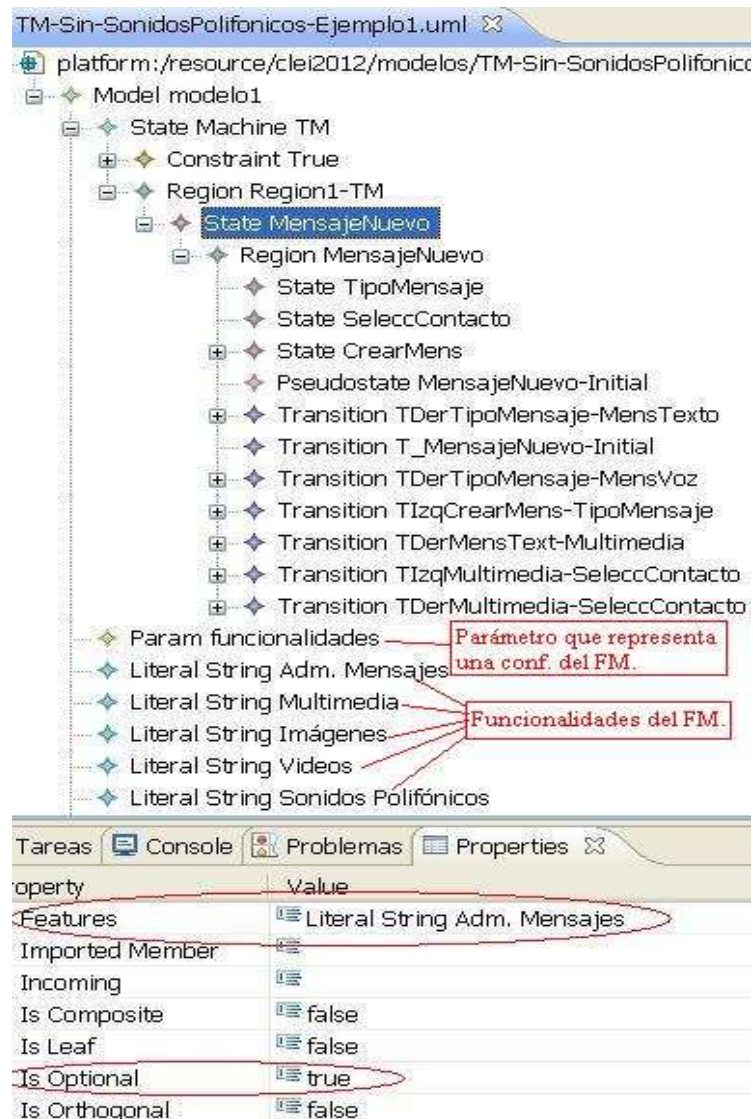 TM-Sin-SonidosPolifonicos-Ejemplo1.uml
platform:/resource/clei2012/modelos/TM-Sin-SonidosPolifonico
Model modelo1
State Machine TM
Constraint True
Region Region1-TM
State MensajeNuevo
Region MensajeNuevo
State TipoMensaje
State SeleccContacto
State CrearMens
Pseudostate MensajeNuevo-Initial
Transition TDerTipoMensaje-MensTexto
Transition T_MensajeNuevo-Initial
Transition TDerTipoMensaje-MensVoz
Transition TIzqCrearMens-TipoMensaje
Transition TDerMensText-Multimedia
Transition TIzqMultimedia-SeleccContacto
Transition TDerMultimedia-SeleccContacto
Param funcionalidades
Parámetro que representa
una conf. del FM.
Literal String Adm. Mensajes
Literal String Multimedia
Funcionalidades del FM.
Literal String Imágenes
Literal String Videos
Literal String Sonidos Polifónicos
Tareas Console Problemas Properties
operty Value
Features Literal String Adm. Mensajes
Imported Member
Incoming
Is Composite false
Is Leaf false
Is Optional true
Is Orthogonal false